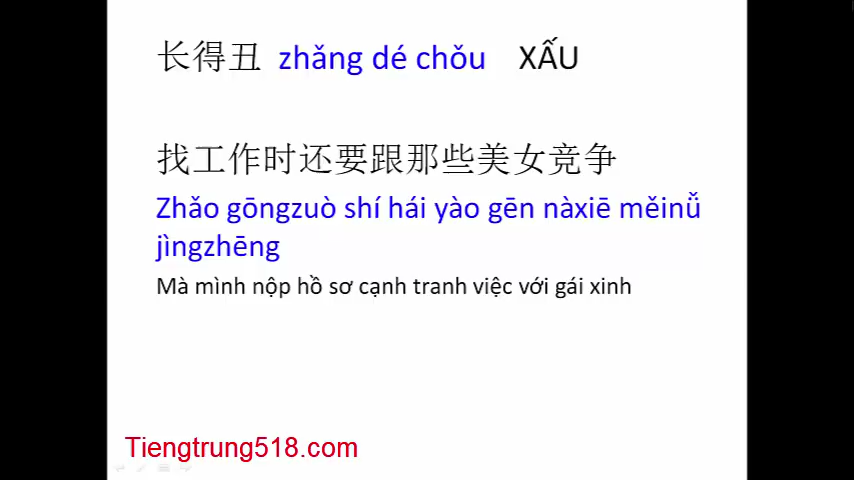 长得丑 zhǎng dé chǒu XẤU
找工作时还要跟那些美女竞争
Zhǎo gōngzuò shí hái yào gēn nàxiē měinǚ
jìngzhēng
Mà mình nộp hồ sơ cạnh tranh việc với gái xinh
Tiengtrung518.com